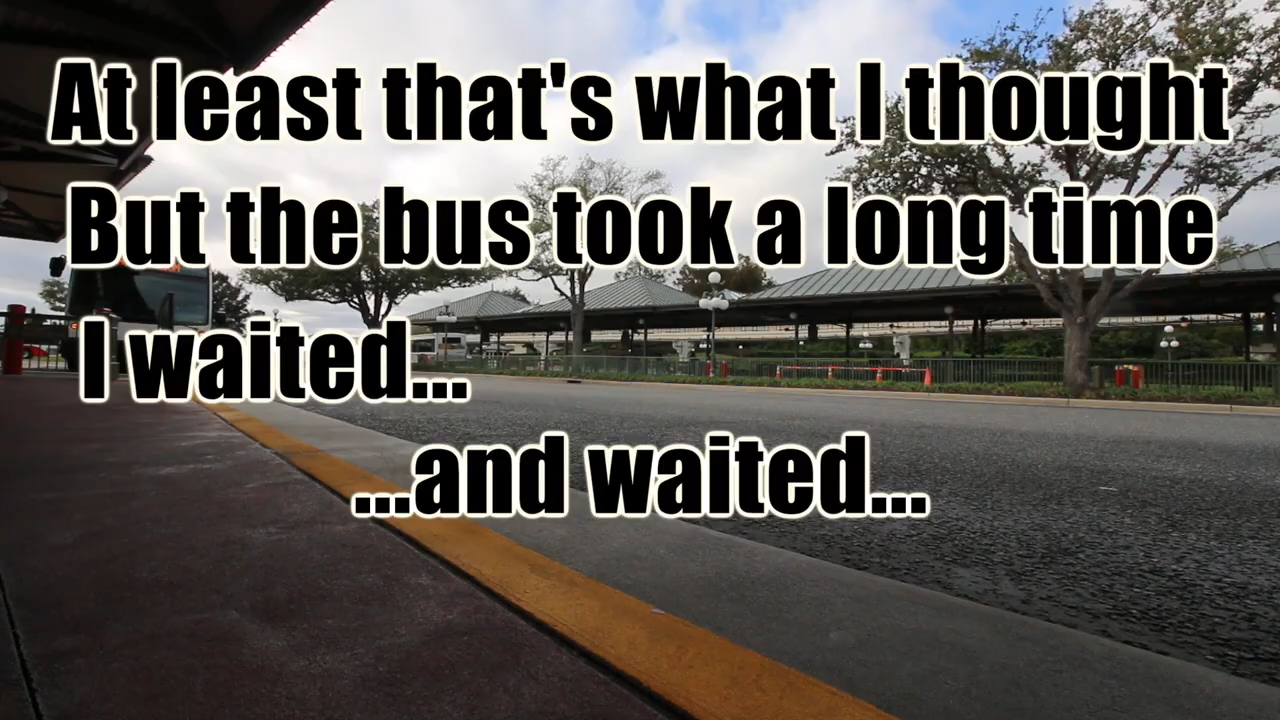 At least that's what I thought
But the bus took a long time
I waited...
...and waited...